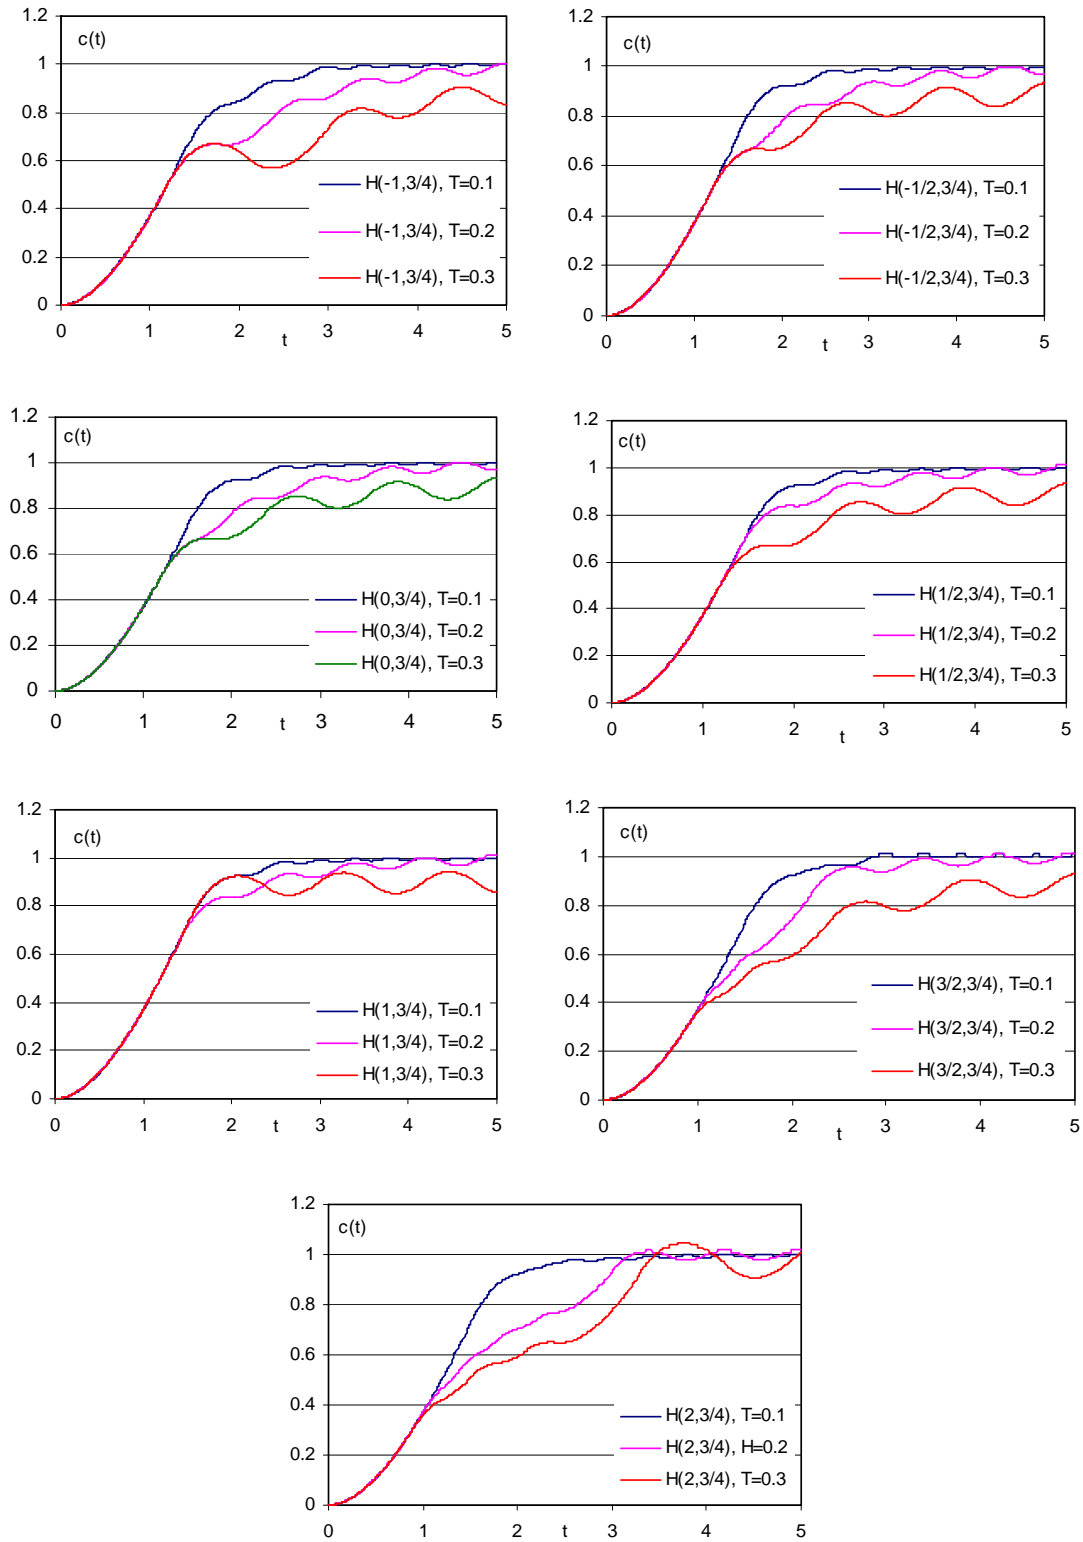 1.2
c(t)
1
0.8
0.6
0.4
0.2
0
H(-1,3/4), T=0.1
H(-1,3/4), T=0.2
H(-1,3/4), T=0.3
0 1 2 3 4 5
t
1.2
c(t)
1
0.8
0.6
0.4
0.2
0
H(-1/2,3/4), T=0.1
H(-1/2,3/4), T=0.2
H(-1/2,3/4), T=0.3
0 1 2 3 4 5
t
1.2
c(t)
1
0.8
0.6
0.4
0.2
0
H(0,3/4), T=0.1
H(0,3/4), T=0.2
H(0,3/4), T=0.3
0 1 2 t 3 4 5
1.2
c(t)
1
0.8
0.6
0.4
0.2
0
H(1/2,3/4), T=0.1
H(1/2,3/4), T=0.2
H(1/2,3/4), T=0.3
0 1 2 3 4 5
t
1.2
c(t)
1
0.8
0.6
0.4
0.2
0
H(1,3/4), T=0.1
H(1,3/4), T=0.2
H(1,3/4), T=0.3
0 1 2 t 3 4 5
1.2
c(t)
1
0.8
0.6
0.4
0.2
0
H(3/2,3/4), T=0.1
H(3/2,3/4), T=0.2
H(3/2,3/4), T=0.3
0 1 2 3 4 5
t
1.2
c(t)
1
0.8
0.6
0.4
0.2
0
H(2,3/4), T=0.1
H(2,3/4), H=0.2
H(2,3/4), T=0.3
0 1 2 t 3 4 5